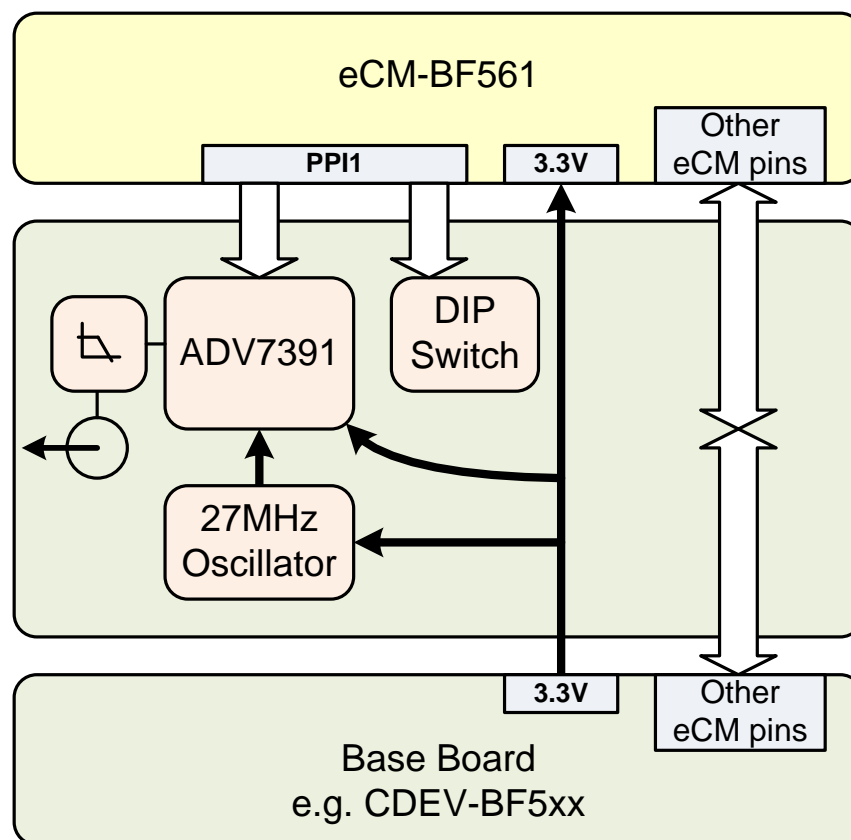 eCM-BF561
PPI1
3.3V
Other
eCM pins
ADV7391
DIP
Switch
27MHz
Oscillator
3.3V
Other
eCM pins
Base Board
e.g. CDEV-BF5xx